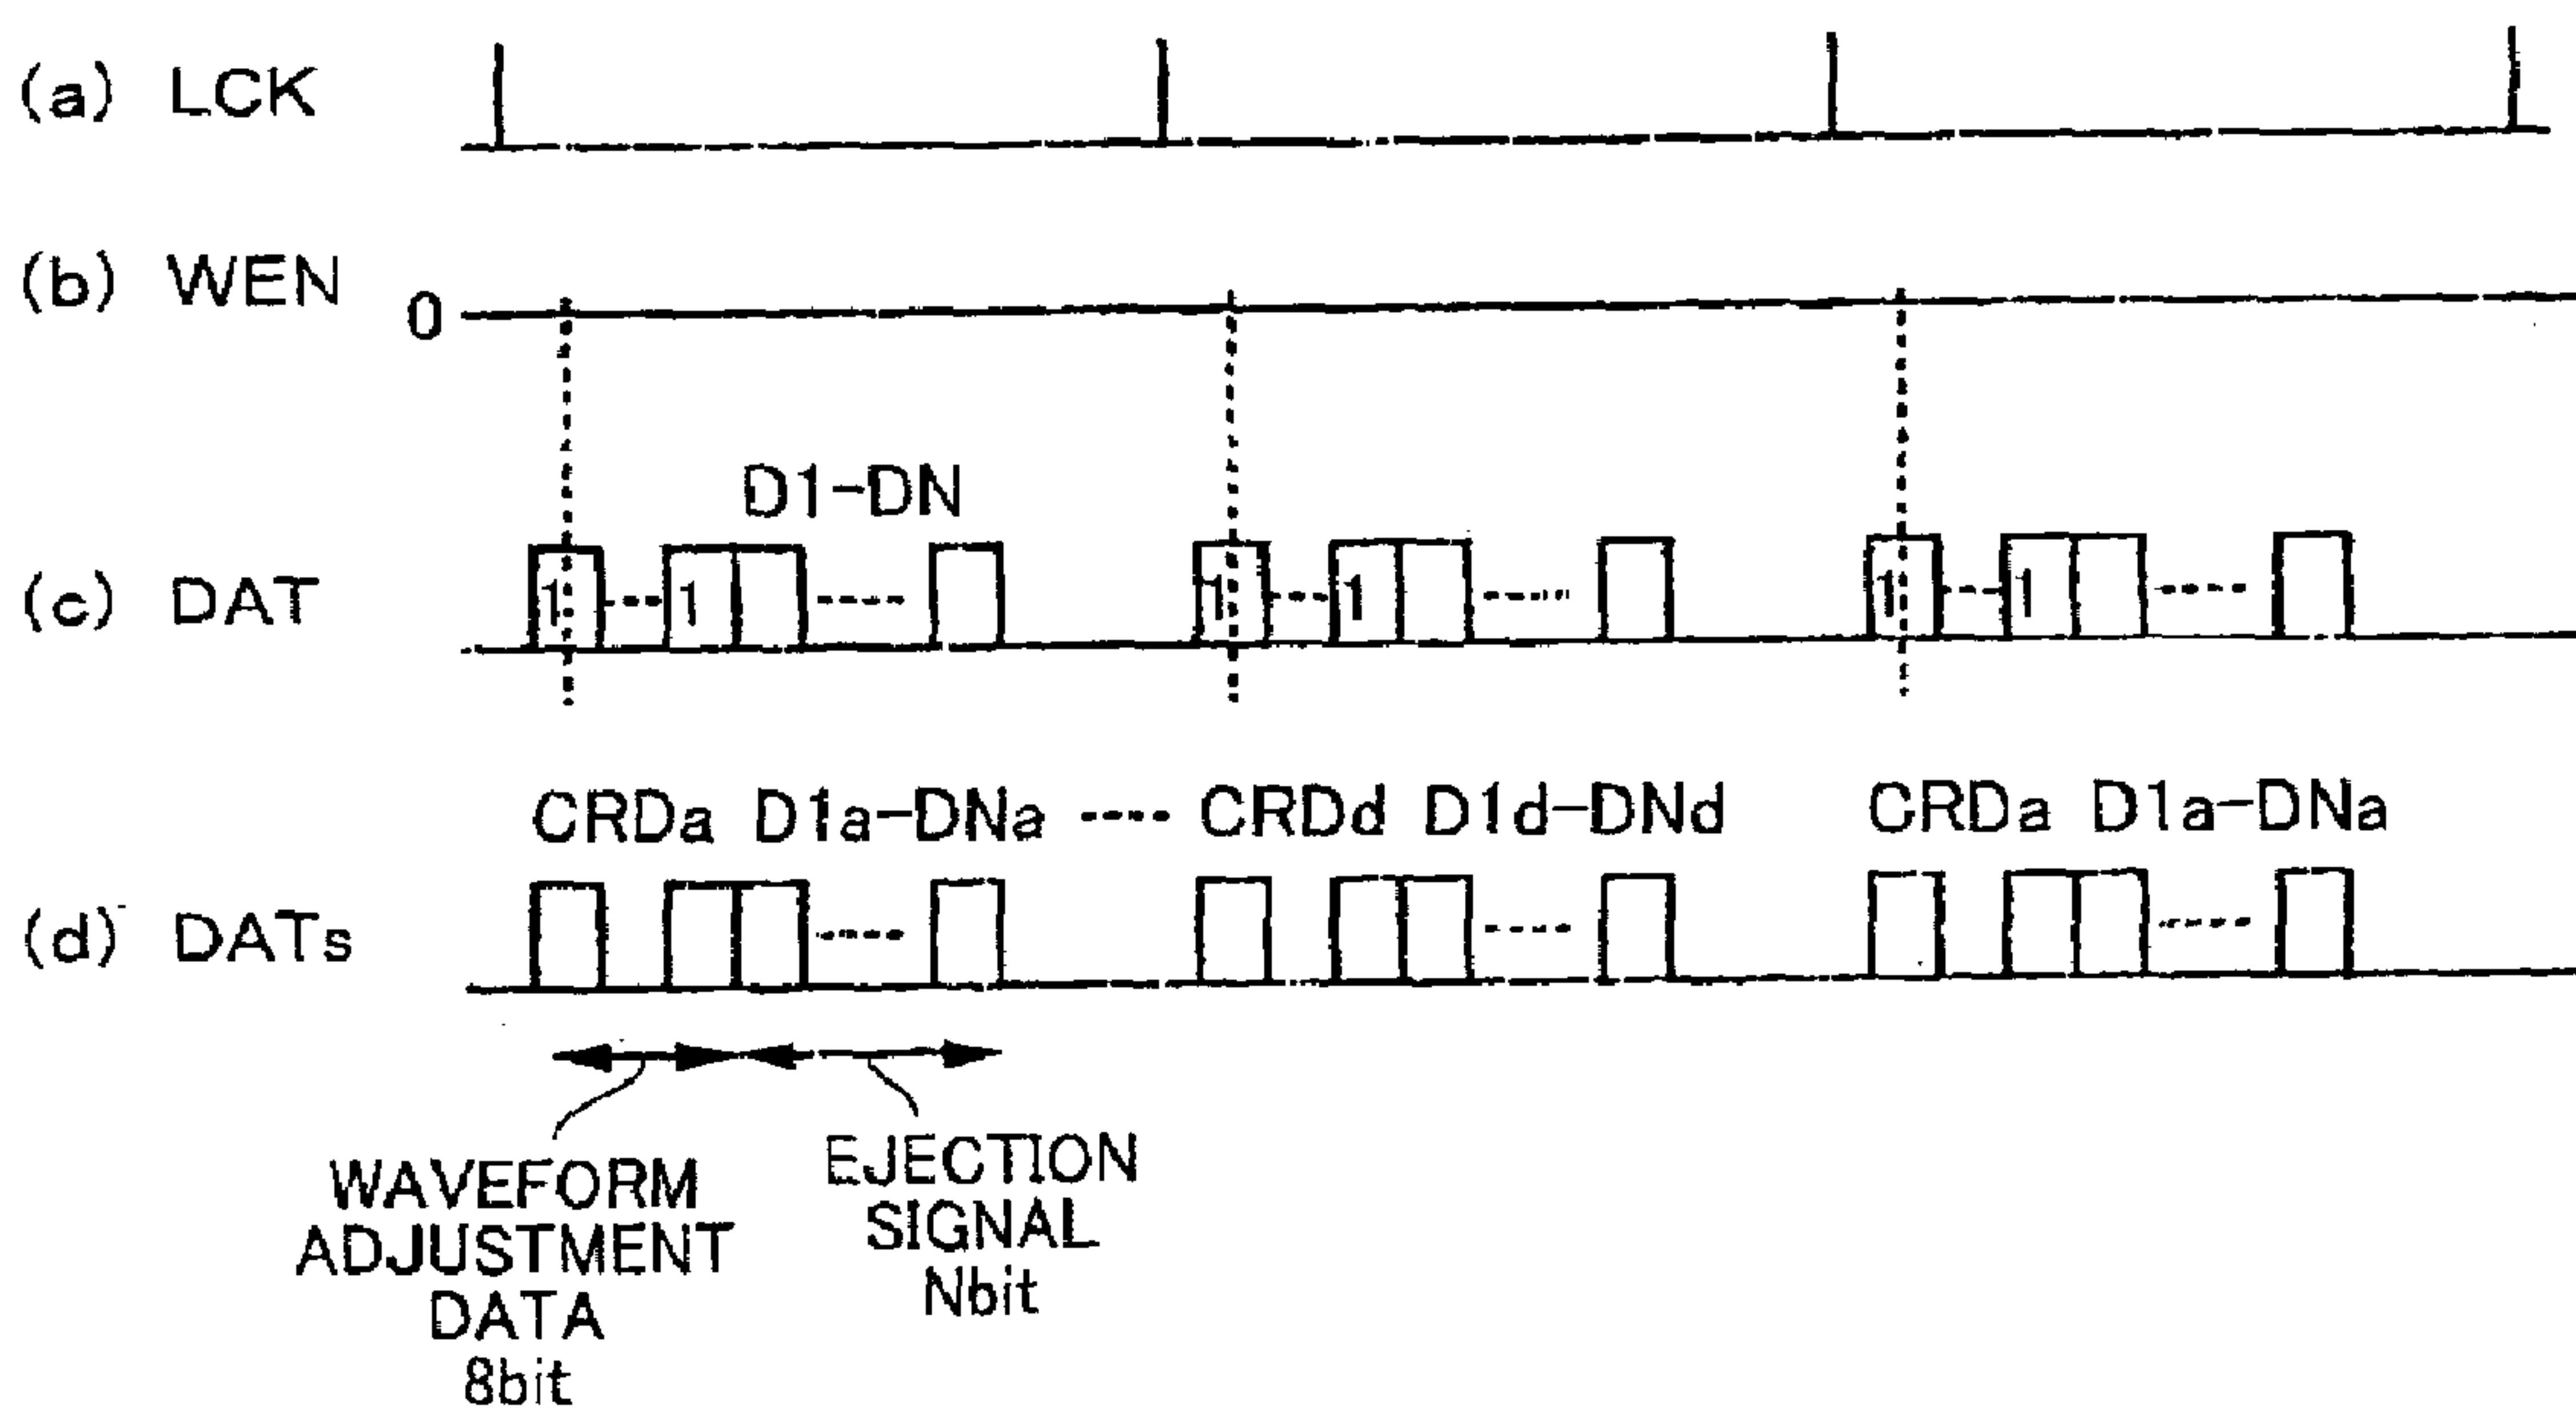 (a) LCK
(b) WEN
0
D1-DN
(c) DAT
1 ---- 1 ---- 1 ---- 1 ---- 1 ---- 1 ----
CRDa D1a-DNa ---- CRDd D1d-DNd CRDa D1a-DNa
(d) DATs
---- ---- ----
WAVEFORM
ADJUSTMENT
DATA
8bit
EJECTION
SIGNAL
Nbit